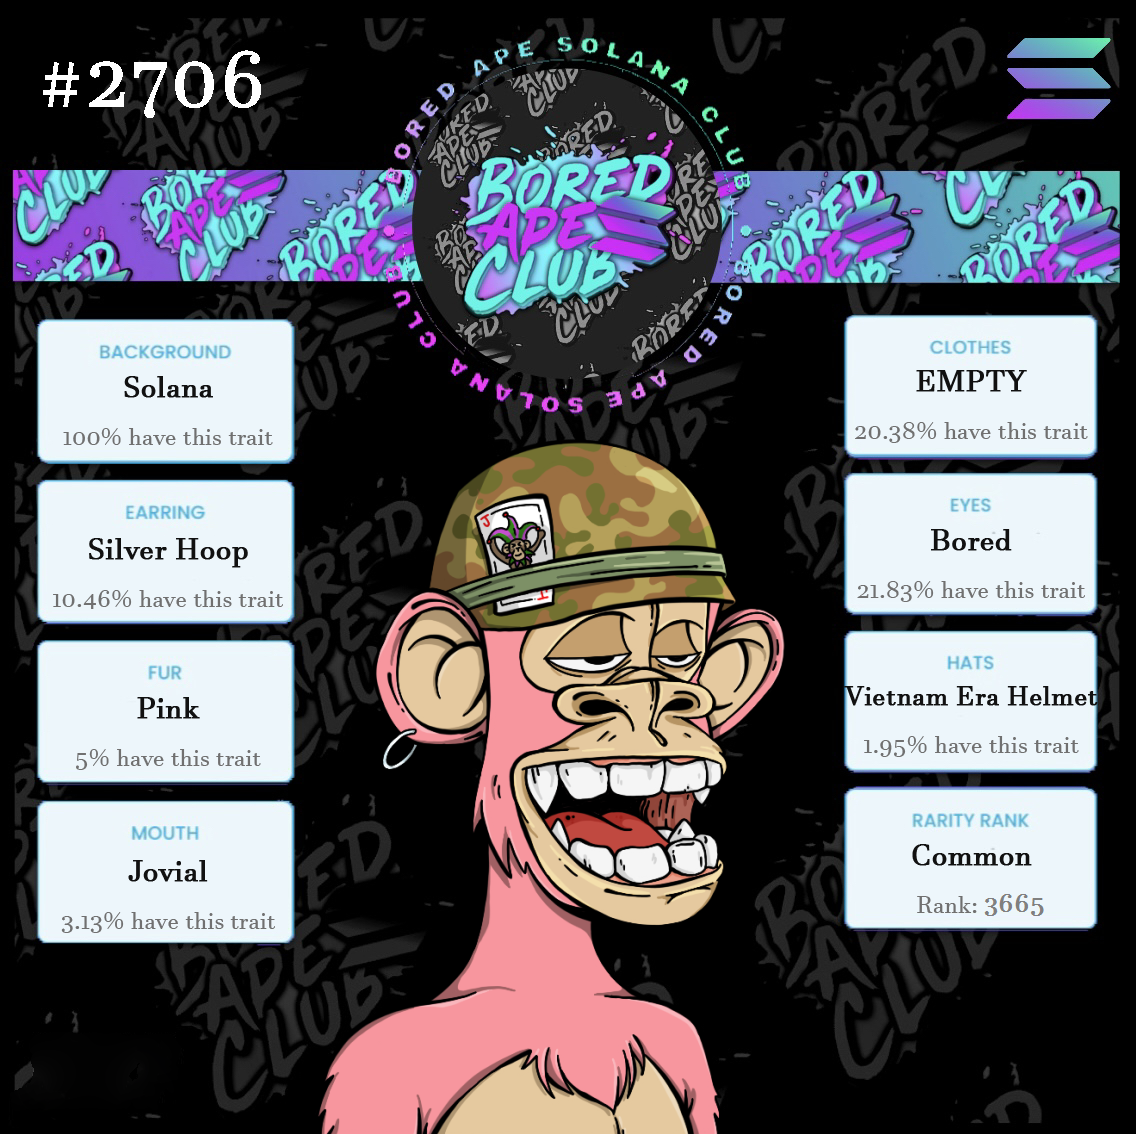 #2706
BORED APE SOLANA CLUB
BORED APE SOLANA CLUB
BORED
APE
CLUB
BACKGROUND
Solana
100% have this trait
EARRING
Silver Hoop
10.46% have this trait
FUR
Pink
5% have this trait
MOUTH
Jovial
3.13% have this trait
CLOTHES
EMPTY
20.38% have this trait
EYES
Bored
21.83% have this trait
HATS
Vietnam Era Helmet
1.95% have this trait
RARITY RANK
Common
Rank: 3665
J
J